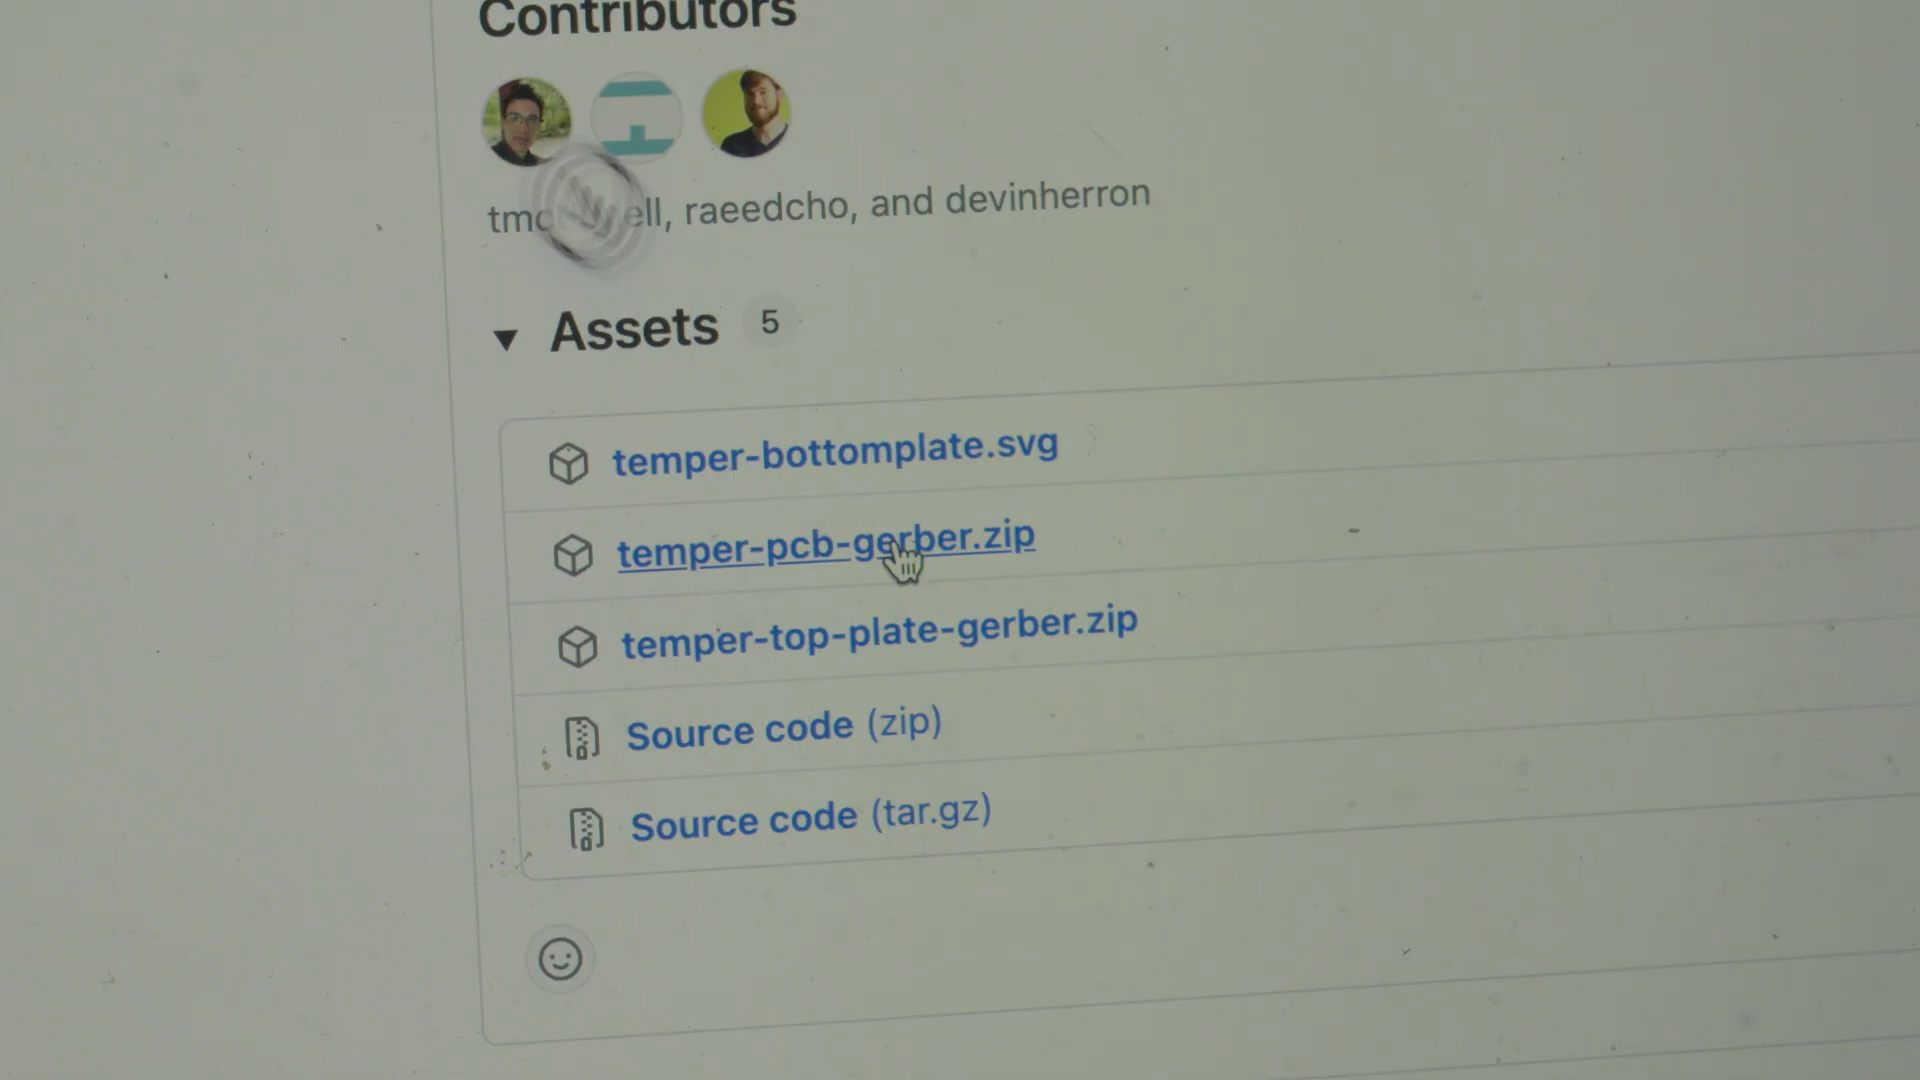 Contributors
raeedcho, and devinherron
Assets 5
temper-bottomplate.svg
temper-pcb-gerber.zip
temper-top-plate-gerber.zip
Source code (zip)
Source code (tar.gz)